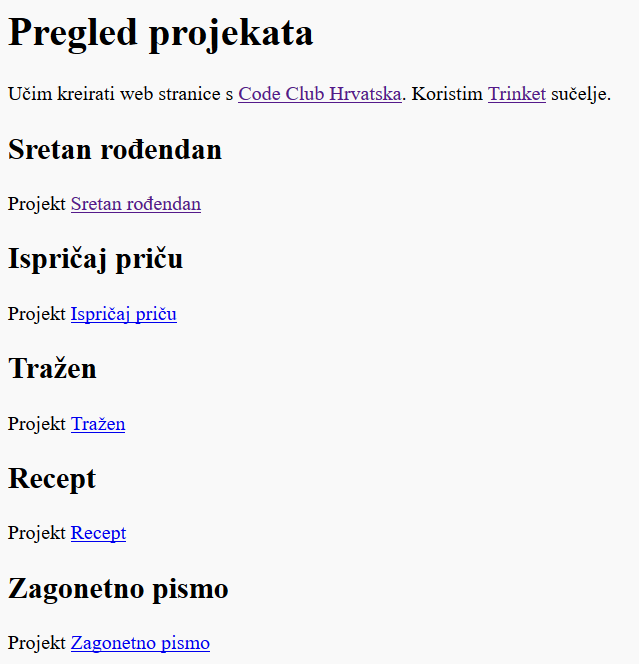 Pregled projekata
Učim kreirati web stranice s Code Club Hrvatska. Koristim Trinket sučelje.
Sretan rođendan
Projekt Sretan rođendan
Ispričaj priču
Projekt Ispričaj priču
Tražen
Projekt Tražen
Recept
Projekt Recept
Zagonetno pismo
Projekt Zagonetno pismo